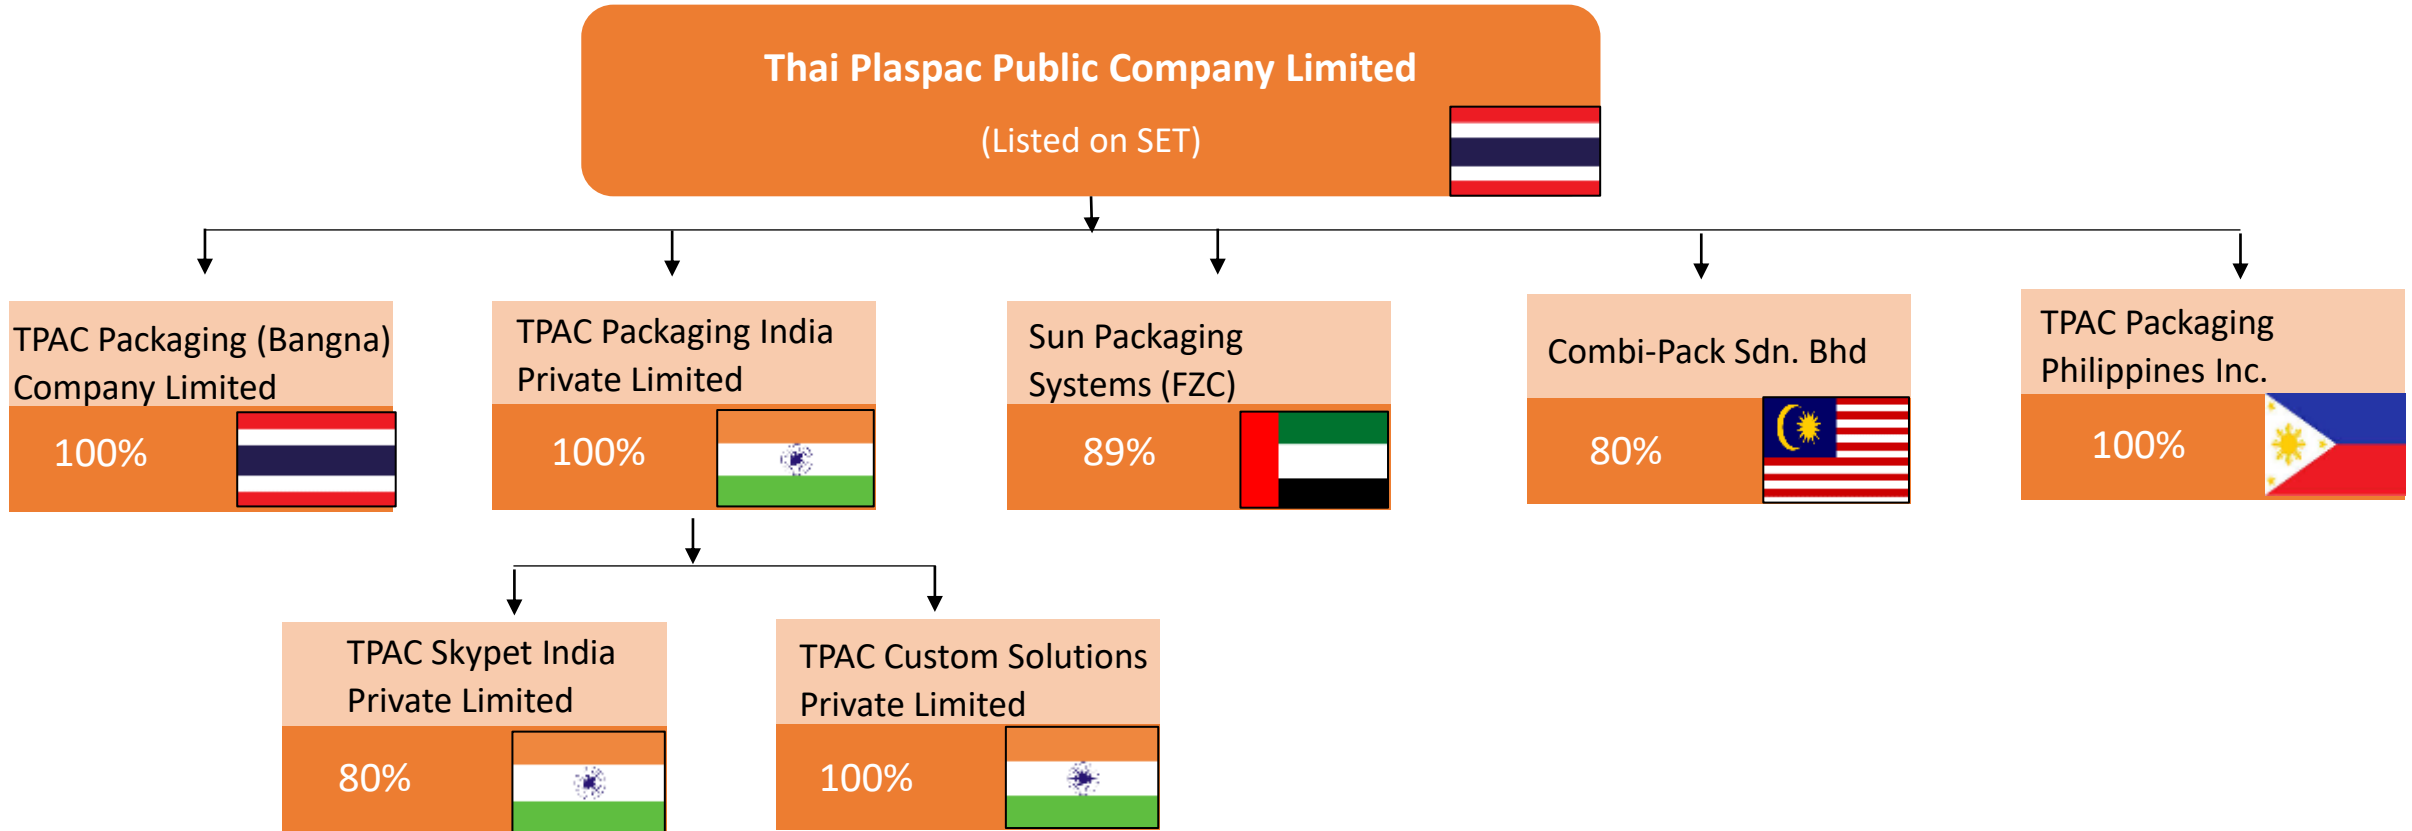 Thai Plaspac Public Company Limited
(Listed on SET)
TPAC Packaging (Bangna)
Company Limited
100%
TPAC Packaging India
Private Limited
100%
Sun Packaging
Systems (FZC)
89%
Combi-Pack Sdn. Bhd
80%
TPAC Packaging
Philippines Inc.
100%
TPAC Skypet India
Private Limited
80%
TPAC Custom Solutions
Private Limited
100%